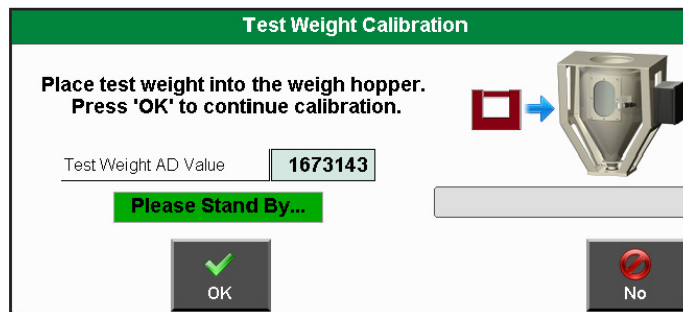 Test Weight Calibration
Place test weight into the weigh hopper.
Press 'OK' to continue calibration.
Test Weight AD Value 1673143
Please Stand By...
OK
No